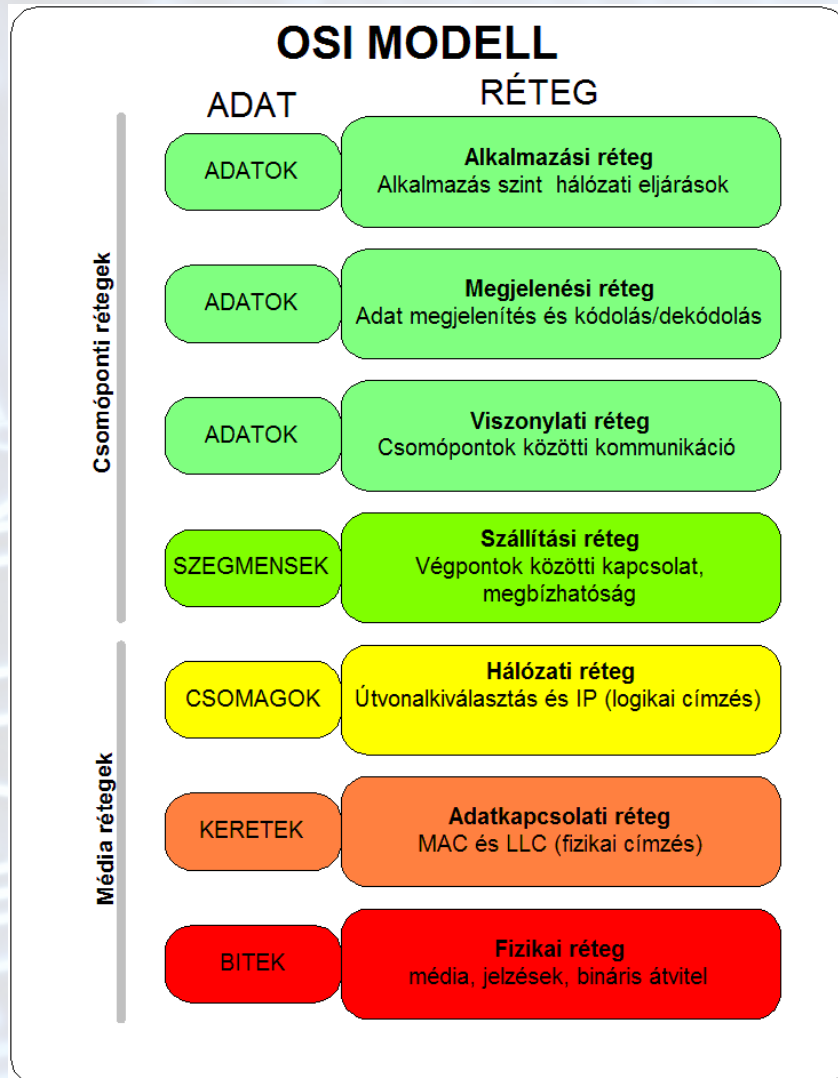 OSI MODELL
ADAT
RÉTEG
Csomóponti rétegek
ADATOK
Alkalmazási réteg
Alkalmazás szint hálózati eljárások
ADATOK
Megjelenési réteg
Adat megjelenítés és kódolás/dekódolás
ADATOK
Viszonylati réteg
Csomópontok közötti kommunikáció
SZEGMENSEK
Szállítási réteg
Végpontok közötti kapcsolat,
megbízhatóság
Média rétegek
CSOMAGOK
Hálózati réteg
Útvonalkiválasztás és IP (logikai címzés)
KERETEK
Adatkapcsolati réteg
MAC és LLC (fizikai címzés)
BITEK
Fizikai réteg
média, jelzések, bináris átvitel